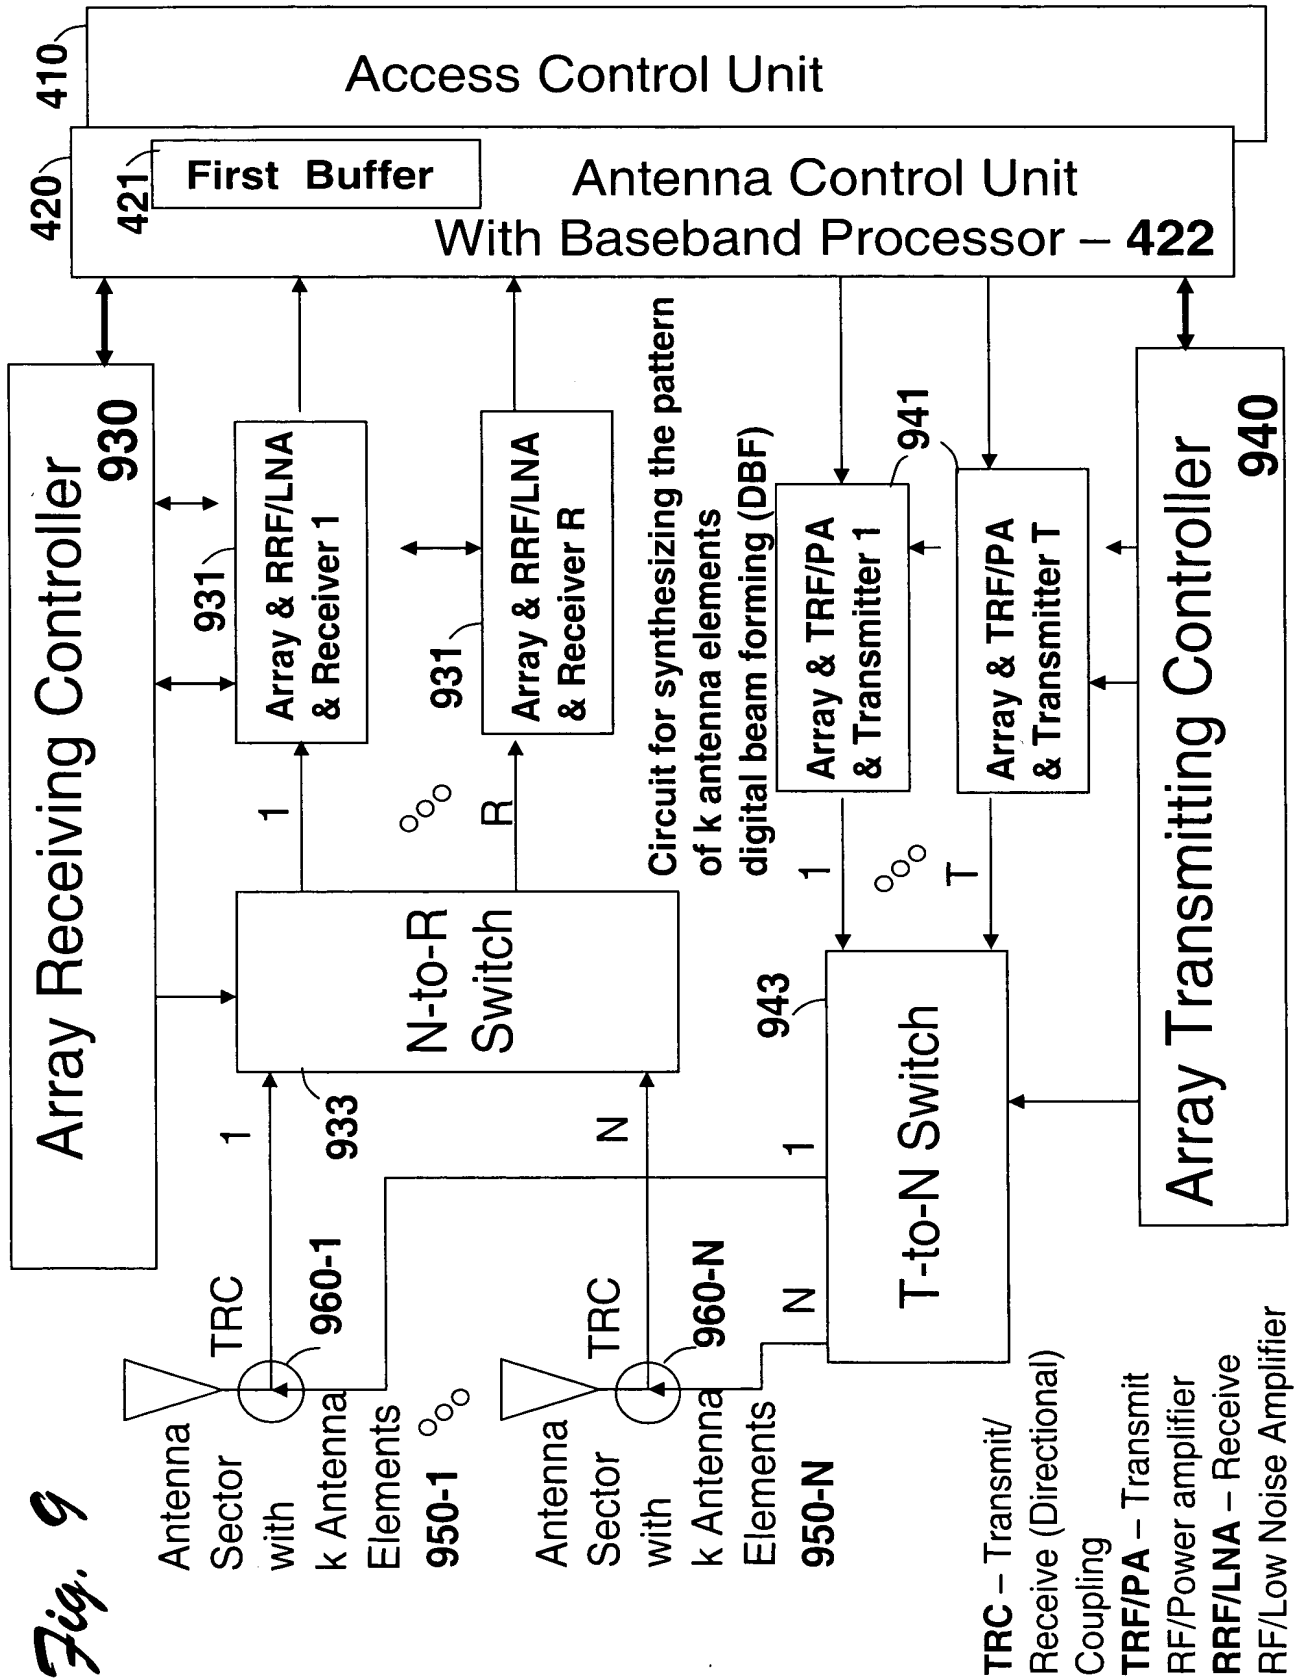 Fig. 9
Access Control Unit
410
420
421
First Buffer
Antenna Control Unit
With Baseband Processor – 422
Array Receiving Controller
930
931
Array & RRF/LNA
& Receiver 1
931
Array & RRF/LNA
& Receiver R
1
R
N-to-R
Switch
933
1
N
Circuit for synthesizing the pattern
of k antenna elements
digital beam forming (DBF)
941
Array & TRF/PA
& Transmitter 1
Array & TRF/PA
& Transmitter T
1
T
943
T-to-N Switch
1
N
Array Transmitting Controller
940
TRC
960-1
Antenna
Sector
with
k Antenna
Elements
950-1
TRC
960-N
Antenna
Sector
with
k Antenna
Elements
950-N
TRC – Transmit/
Receive (Directional)
Coupling
TRF/PA – Transmit
RF/Power amplifier
RRF/LNA – Receive
RF/Low Noise Amplifier